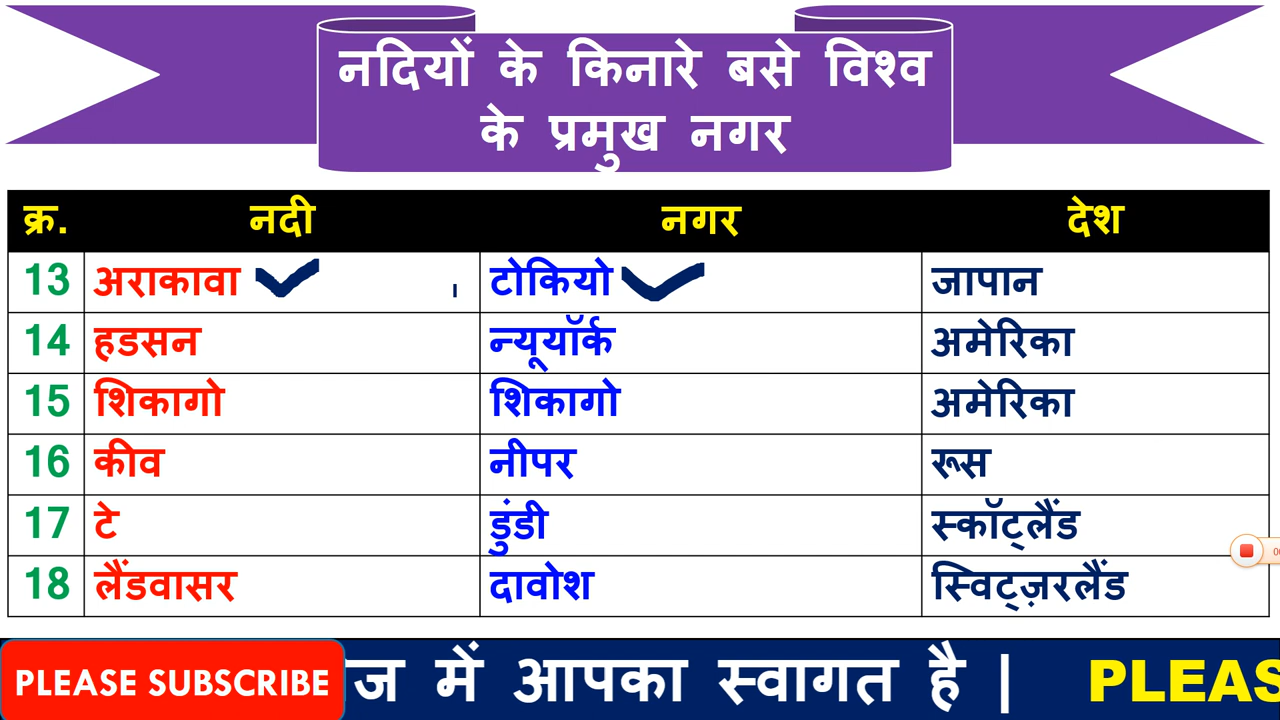 नदियों के किनारे बसे विश्व
के प्रमुख नगर
क्र. नदी नगर देश
13 अराकावा टोकियो जापान
14 हडसन न्यूयॉर्क अमेरिका
15 शिकागो शिकागो अमेरिका
16 कीव नीपर रूस
17 टे डुंडी स्कॉट्लैंड
18 लैंडवासर दावोश स्विट्ज़रलैंड
PLEASE SUBSCRIBE ज में आपका स्वागत है | PLEAS